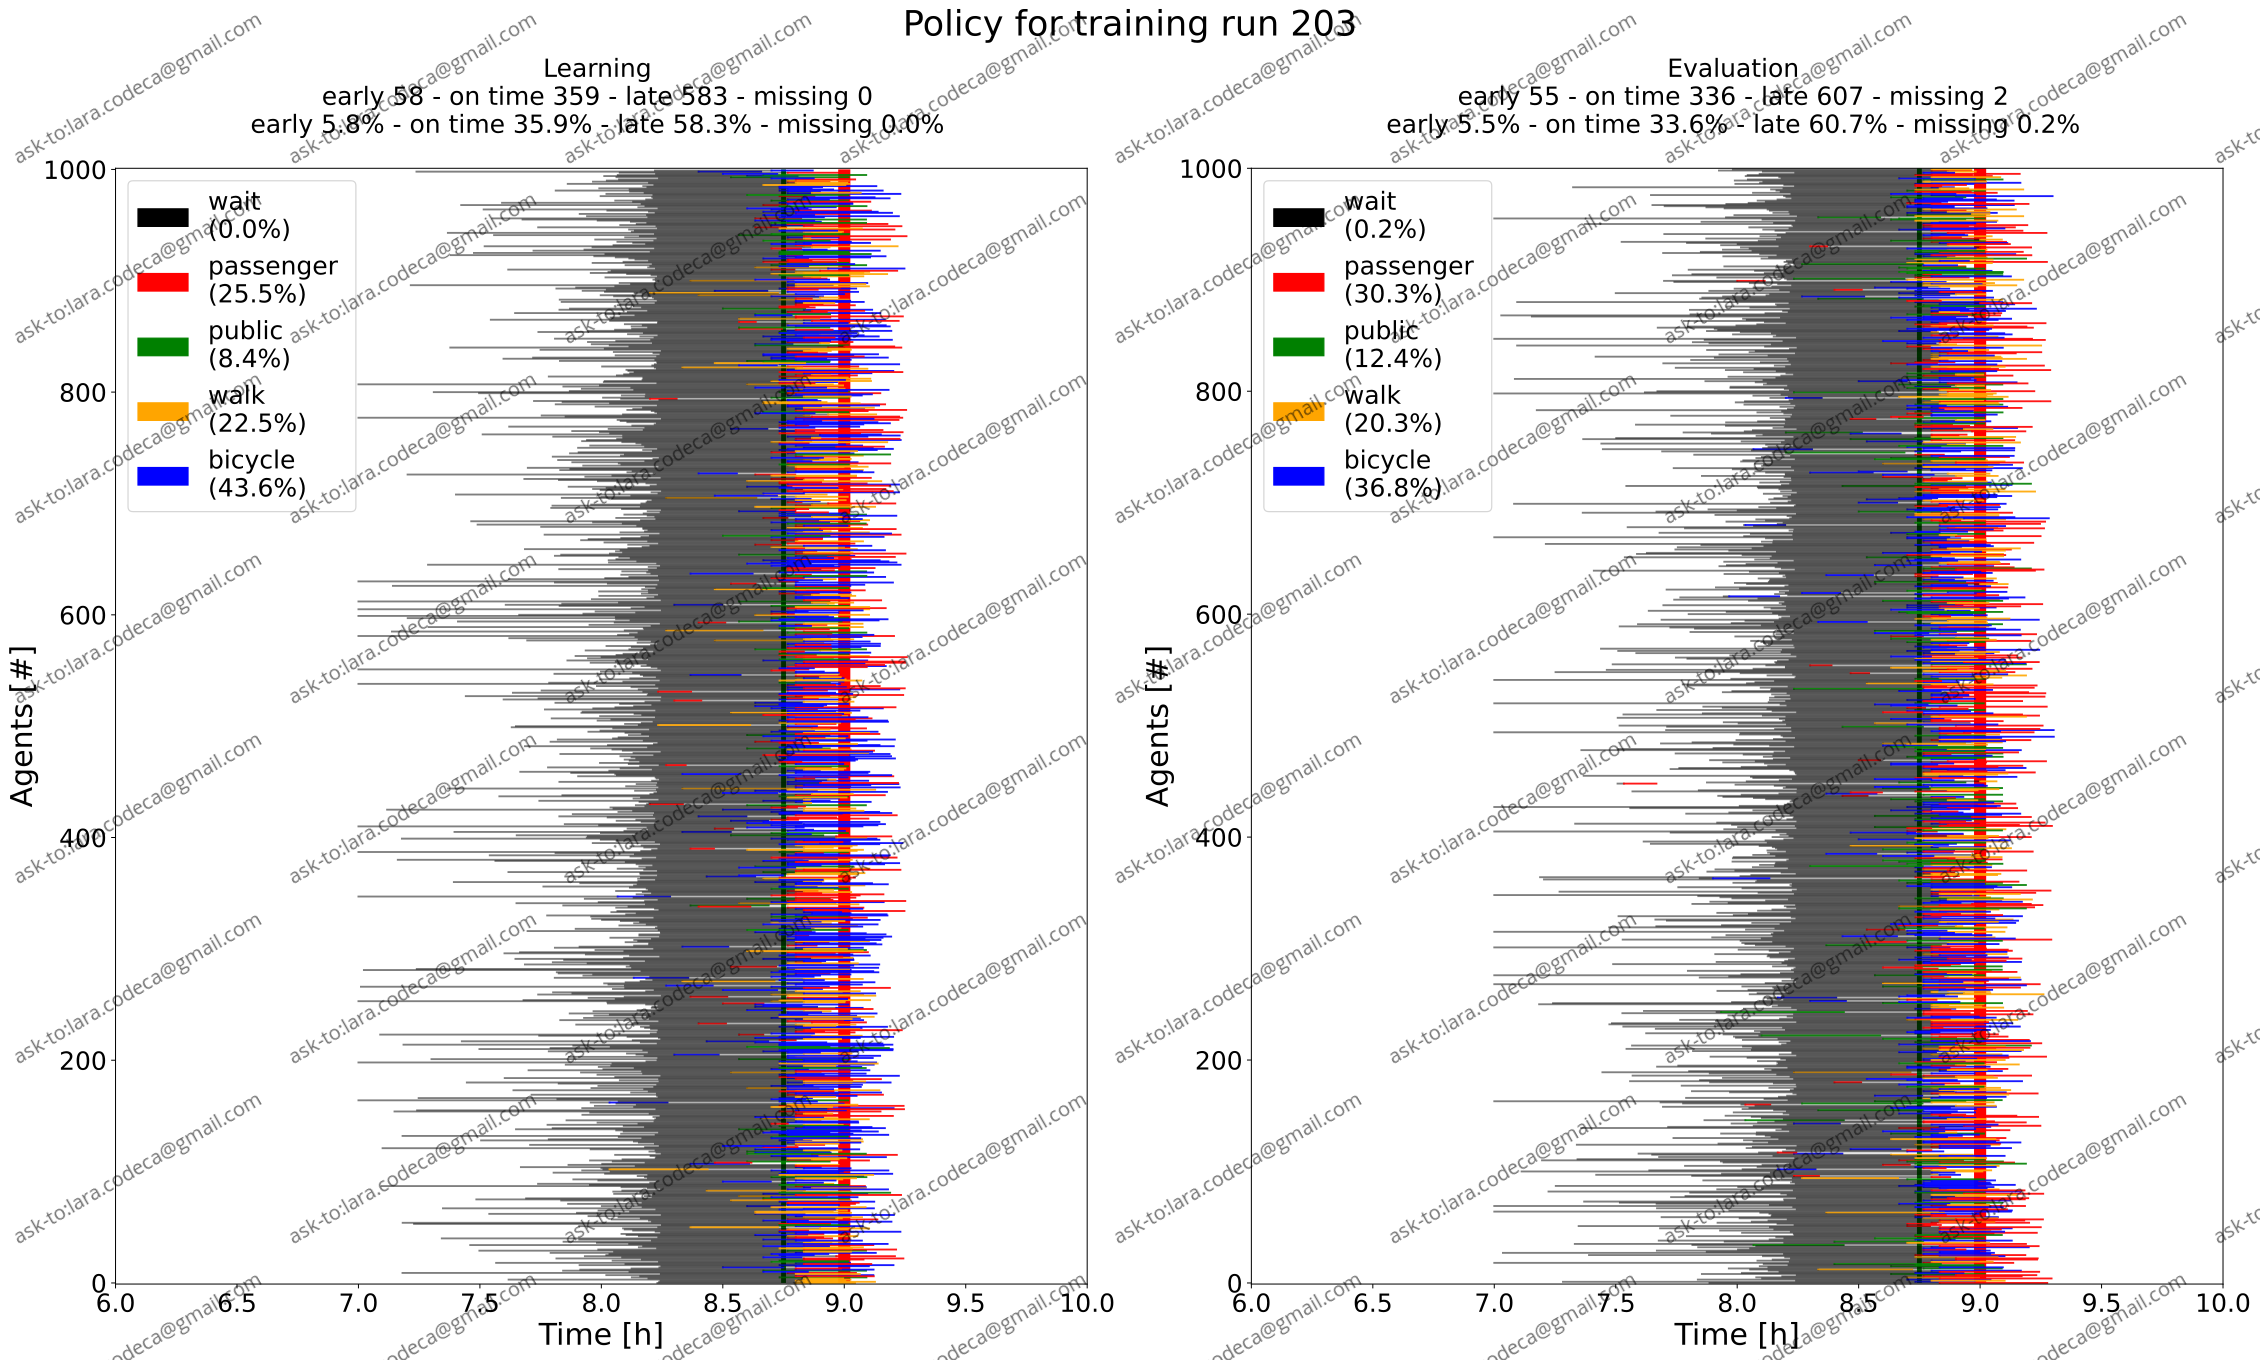 Policy for training run 203
Learning
early 58 - on time 359 - late 583 - missing 0
early 5.8% - on time 35.9% - late 58.3% - missing 0.0%
1000
800
600
400
200
0
Agents [#]
wait
(0.0%)
passenger
(25.5%)
public
(8.4%)
walk
(22.5%)
bicycle
(43.6%)
6.0 6.5 7.0 7.5 8.0 8.5 9.0 9.5 10.0
Time [h]
Evaluation
early 55 - on time 336 - late 607 - missing 2
early 5.5% - on time 33.6% - late 60.7% - missing 0.2%
1000
800
600
400
200
0
Agents [#]
wait
(0.2%)
passenger
(30.3%)
public
(12.4%)
walk
(20.3%)
bicycle
(36.8%)
6.0 6.5 7.0 7.5 8.0 8.5 9.0 9.5 10.0
Time [h]
ask-to:lara.codeca@gmail.com